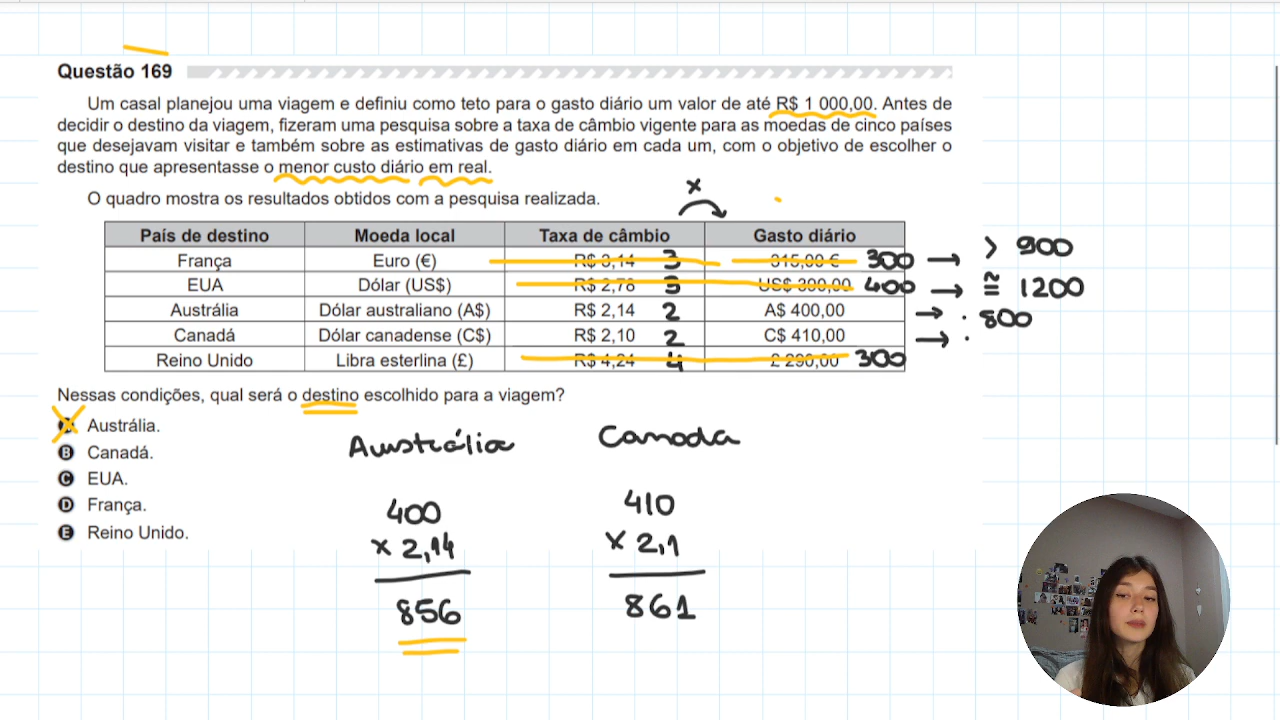 Questão 169
Um casal planejou uma viagem e definiu como teto para o gasto diário um valor de até R$ 1 000,00. Antes de
decidir o destino da viagem, fizeram uma pesquisa sobre a taxa de câmbio vigente para as moedas de cinco países
que desejavam visitar e também sobre as estimativas de gasto diário em cada um, com o objetivo de escolher o
destino que apresentasse o menor custo diário em real.
O quadro mostra os resultados obtidos com a pesquisa realizada.
x
País de destino Moeda local Taxa de câmbio Gasto diário
França Euro (€) R$ 3,14 3 315,00 € 300 → > 900
EUA Dólar (US$) R$ 2,78 3 US$ 390,00 400 → ≅ 1200
Austrália Dólar australiano (A$) R$ 2,14 2 A$ 400,00 → . 800
Canadá Dólar canadense (C$) R$ 2,10 2 C$ 410,00 → .
Reino Unido Libra esterlina (£) R$ 4,24 4 £ 290,00 300
Nessas condições, qual será o destino escolhido para a viagem?
Austrália.
B Canadá.
C EUA.
D França.
E Reino Unido.
Austrália
400
x 2,14
856
Canada
410
x 2,1
861